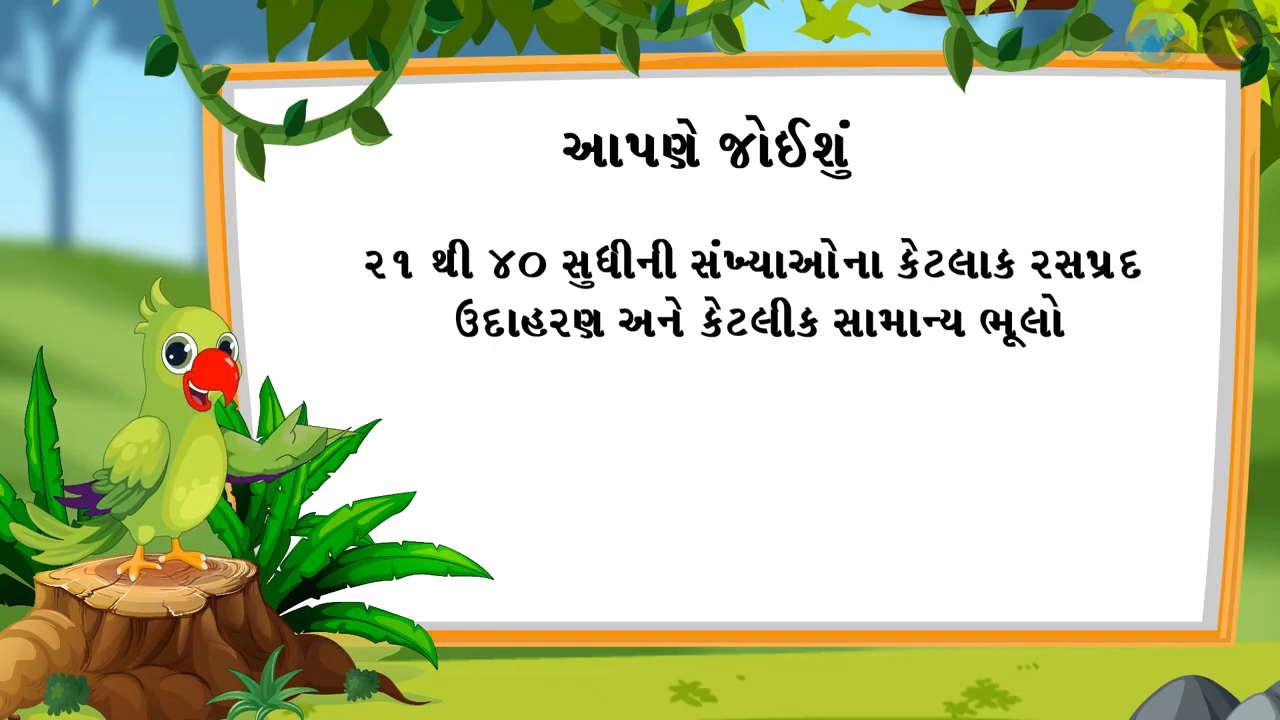 આપણે જોઈશું
૨૧ થી ૪૦ સુધીની સંખ્યાઓના કેટલાક રસપ્રદ
ઉદાહરણ અને કેટલીક સામાન્ય ભૂલો